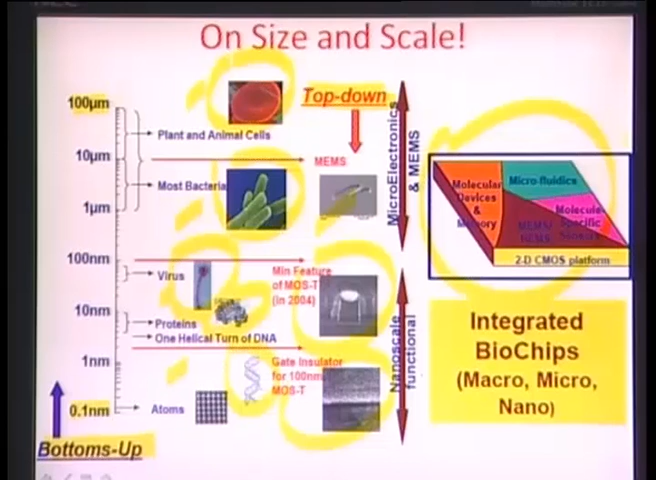 On Size and Scale!
100µm
10µm
1µm
100nm
10nm
1nm
0.1nm
Bottoms-Up
Plant and Animal Cells
Most Bacteria
Virus
Proteins
One Helical Turn of DNA
Atoms
Top-down
MEMS
Min Feature
of MOS-T
(in 2004)
Gate Insulator
for 100nm
MOS-T
MicroElectronics
& MEMS
Nanoscale
functional
Molecular
Devices
&
Memory
Micro-fluidics
Molecule
Specific
Sensors
MEMS/
2-D CMOS platform
Integrated
BioChips
(Macro, Micro,
Nano)